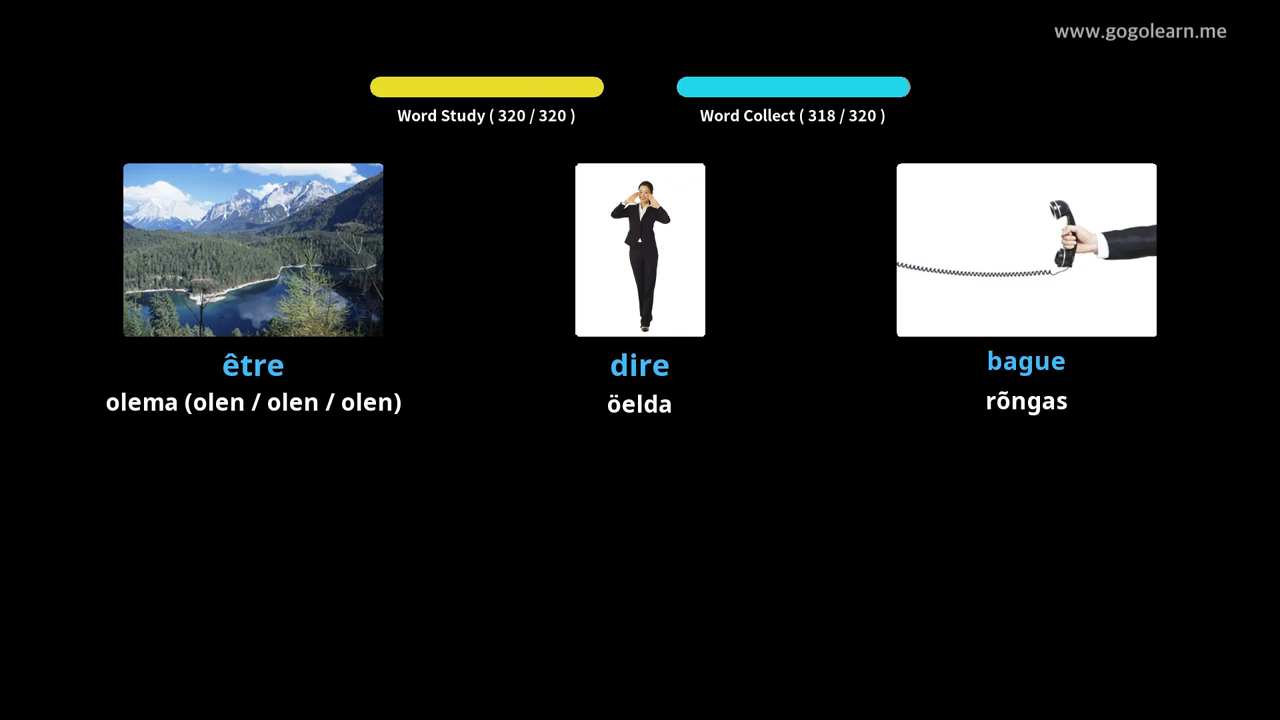 www.gogolearn.me
Word Study ( 320 / 320 )
Word Collect ( 318 / 320 )
être
dire
bague
olema (olen / olen / olen)
öelda
rõngas